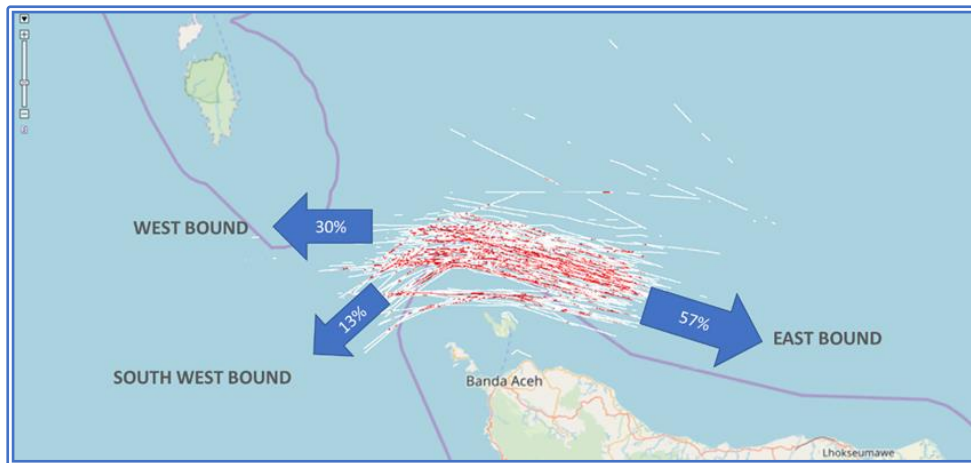 WEST BOUND
30%
13%
57%
EAST BOUND
SOUTH WEST BOUND
Banda Aceh
Lhokseumawe